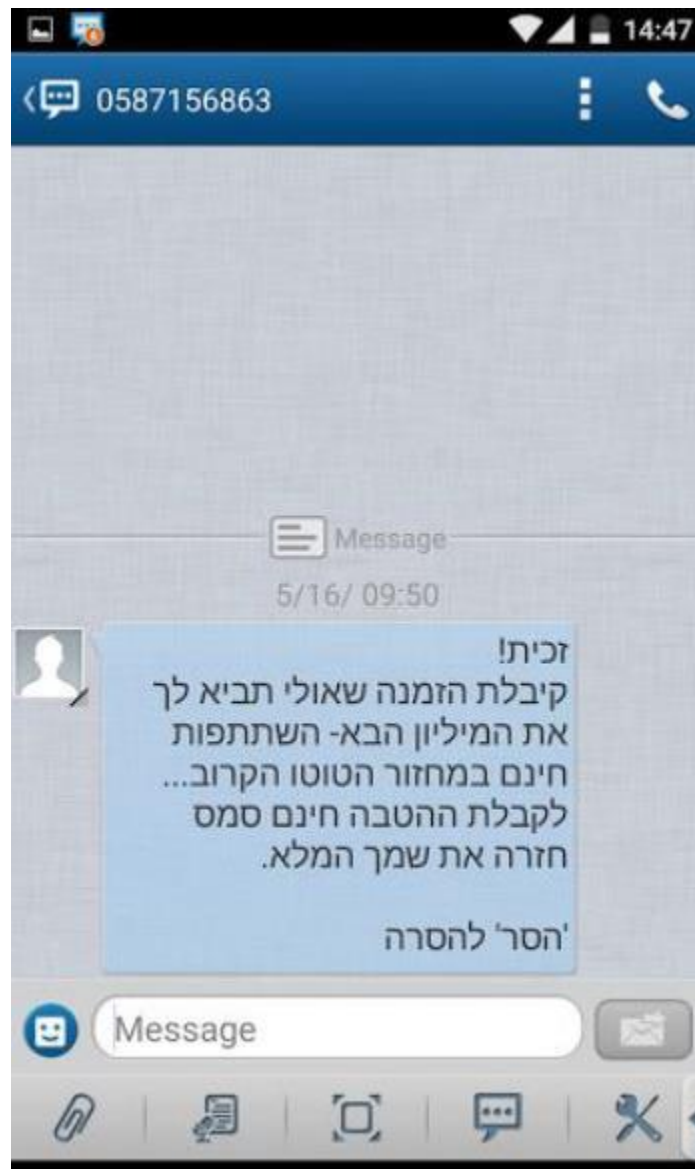 14:47
0587156863
Message
5/16/ 09:50
זכית!
קיבלת הזמנה שאולי תביא לך
את המיליון הבא- השתתפות
חינם במחזור הטוטו הקרוב...
לקבלת ההטבה חינם סמס
חזרה את שמך המלא.
'הסר' להסרה
Message